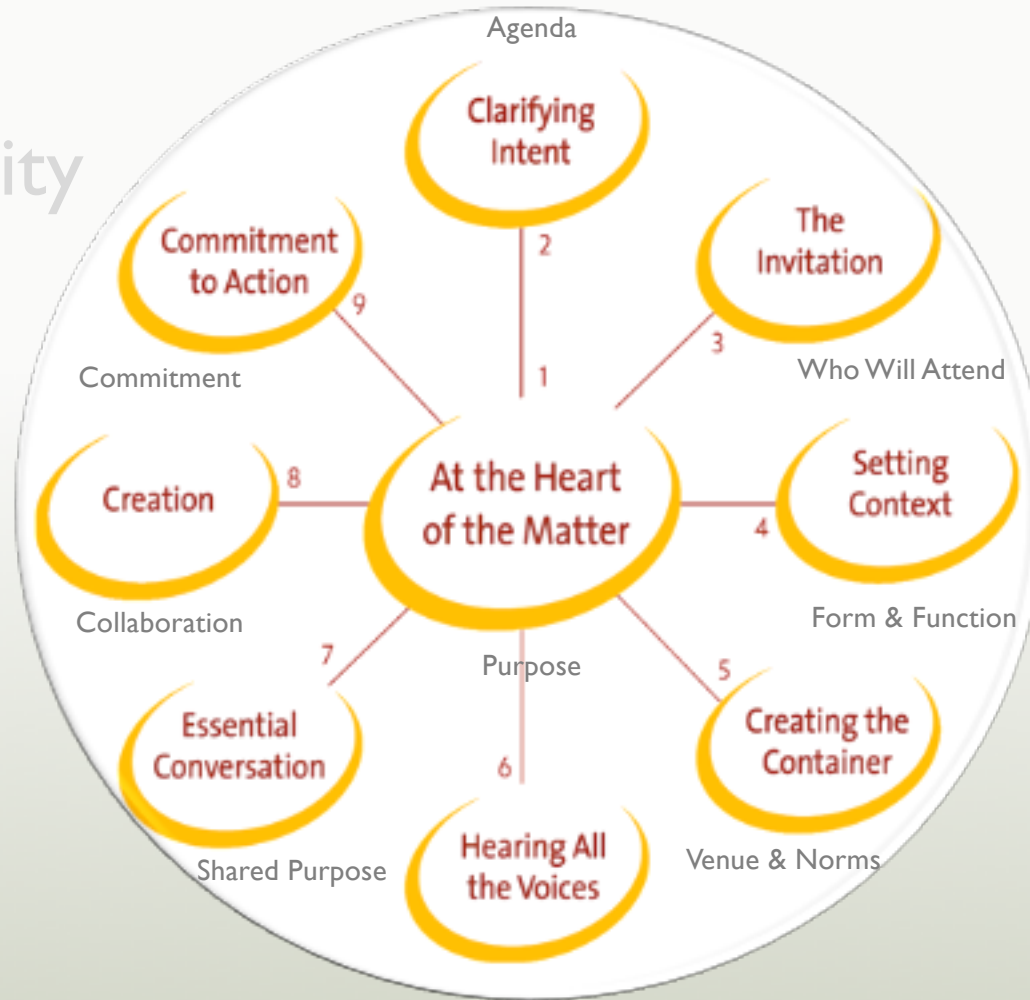 Agenda
Clarifying
Intent
2
1
ity
The
Invitation
3
Who Will Attend
Setting
Context
4
Form & Function
Creating the
Container
5
Venue & Norms
Hearing All
the Voices
6
Essential
Conversation
7
Shared Purpose
Creation
8
Collaboration
Commitment
to Action
9
Commitment
At the Heart
of the Matter
Purpose